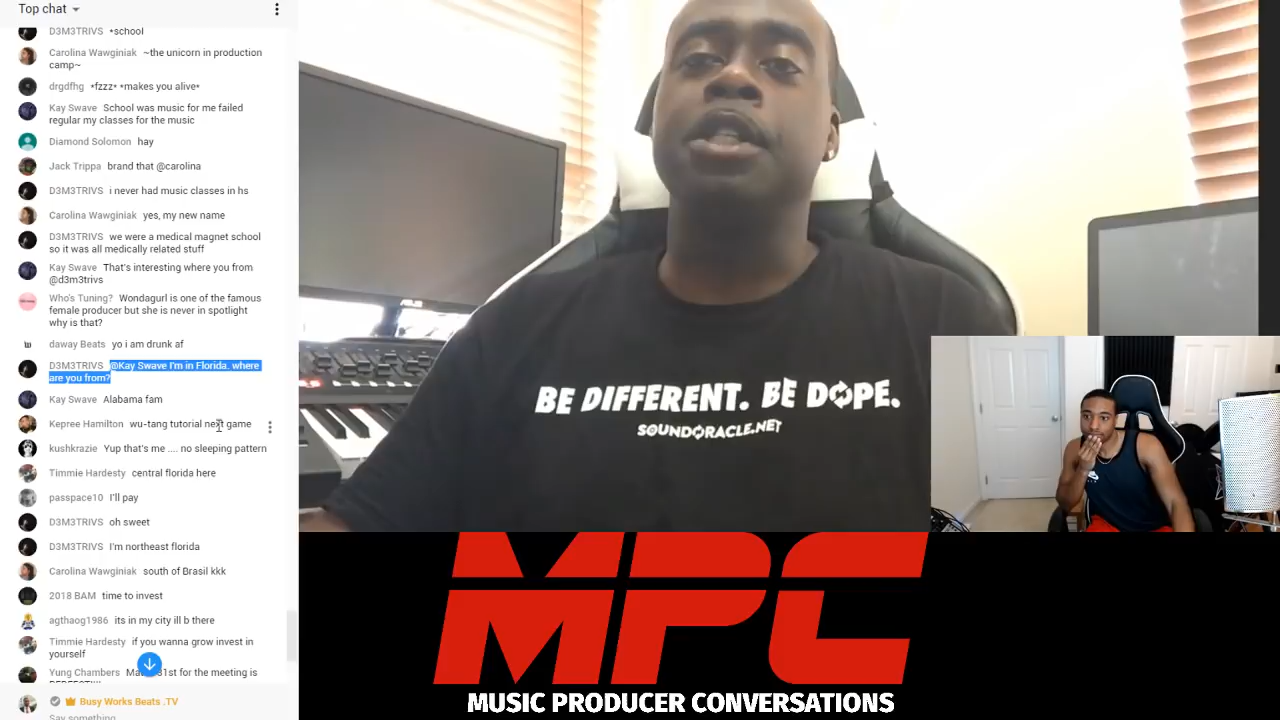 Top chat
D3M3TRIVS *school
Carolina Wawginiak ~the unicorn in production
camp~
drgdfhg *fzzz* *makes you alive*
Kay Swave School was music for me failed
regular my classes for the music
Diamond Solomon hay
Jack Trippa brand that @carolina
D3M3TRIVS i never had music classes in hs
Carolina Wawginiak yes, my new name
D3M3TRIVS we were a medical magnet school
so it was all medically related stuff
Kay Swave That's interesting where you from
@d3m3trivs
Who's Tuning? Wondagurl is one of the famous
female producer but she is never in spotlight
why is that?
daway Beats yo i am drunk af
D3M3TRIVS @Kay Swave I'm in Florida. where
are you from?
Kay Swave Alabama fam
Kepree Hamilton wu-tang tutorial next game
kushkrazie Yup that's me .... no sleeping pattern
Timmie Hardesty central florida here
passpace10 I'll pay
D3M3TRIVS oh sweet
D3M3TRIVS I'm northeast florida
Carolina Wawginiak south of Brasil kkk
2018 BAM time to invest
agthaog1986 its in my city ill b there
Timmie Hardesty if you wanna grow invest in
yourself
Yung Chambers 31st for the meeting is
Busy Works Beats .TV
Say something
BE DIFFERENT. BE DOPE.
SOUNDORACLE.NET
MPC
MUSIC PRODUCER CONVERSATIONS